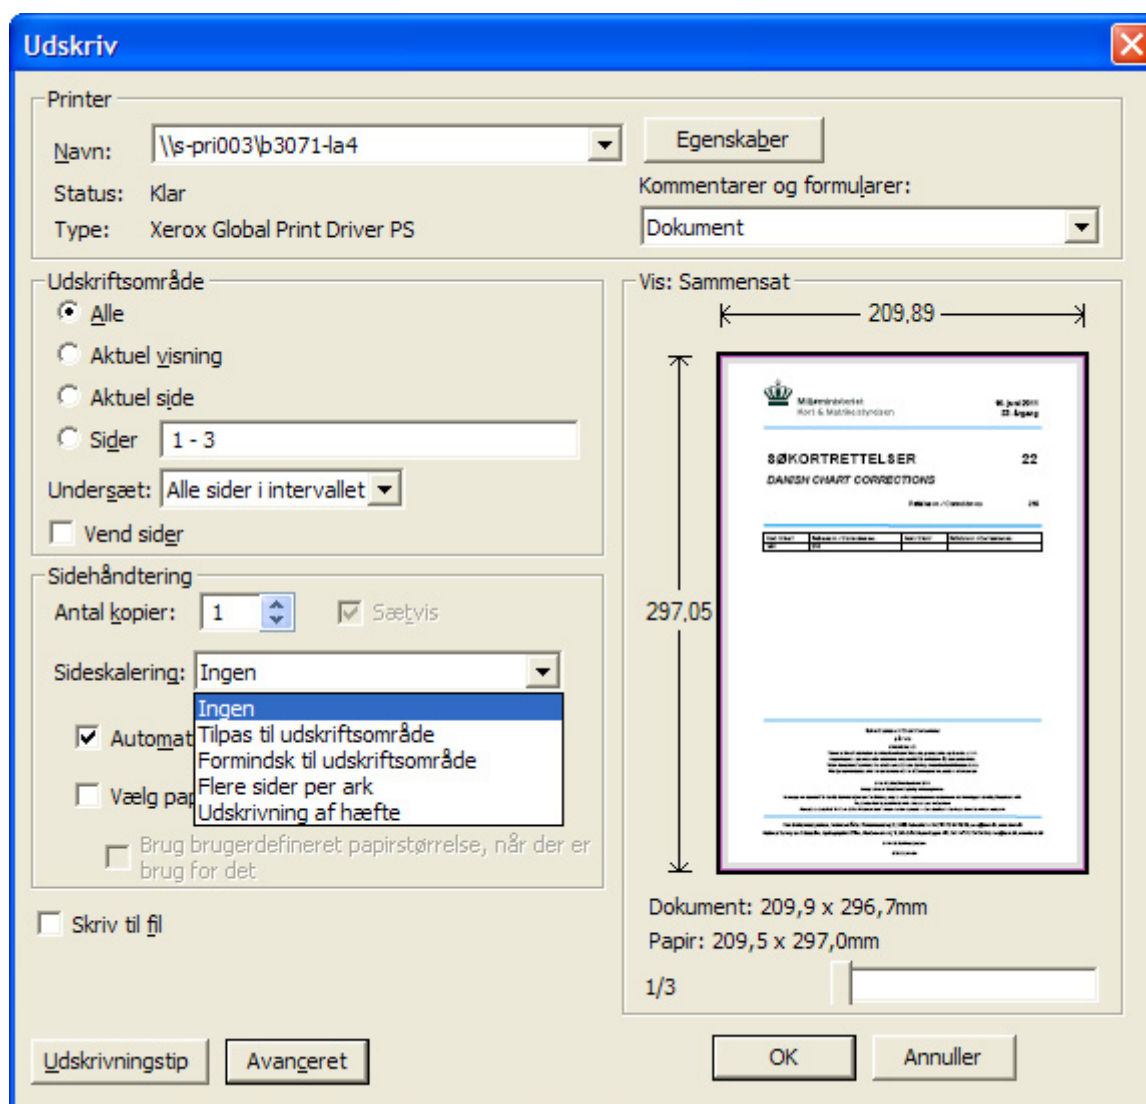 Udskriv
Printer
Navn: \\s-pri003\b3071-la4
Egenskaber
Status: Klar
Kommentarer og formularer:
Type: Xerox Global Print Driver PS
Dokument
Udskriftsområde
Alle
Aktuel visning
Aktuel side
Sider 1 - 3
Undersæt: Alle sider i intervallet
Vend sider
Sidehåndtering
Antal kopier: 1 Sætvis
Sideskalering: Ingen
Ingen
Tilpas til udskriftsområde
Formindsk til udskriftsområde
Flere sider per ark
Udskrivning af hæfte
Automat
Vælg pap
Brug brugerdefineret papirstørrelse, når der er
brug for det
Skriv til fil
Vis: Sammensat
209,89
297,05
Miljøministeriet
Kort & Matrikelstyrelsen
SØKORTRETTELSER 22
DANISH CHART CORRECTIONS
Dokument: 209,9 x 296,7mm
Papir: 209,5 x 297,0mm
1/3
Udskrivningstip
Avanceret
OK
Annuller